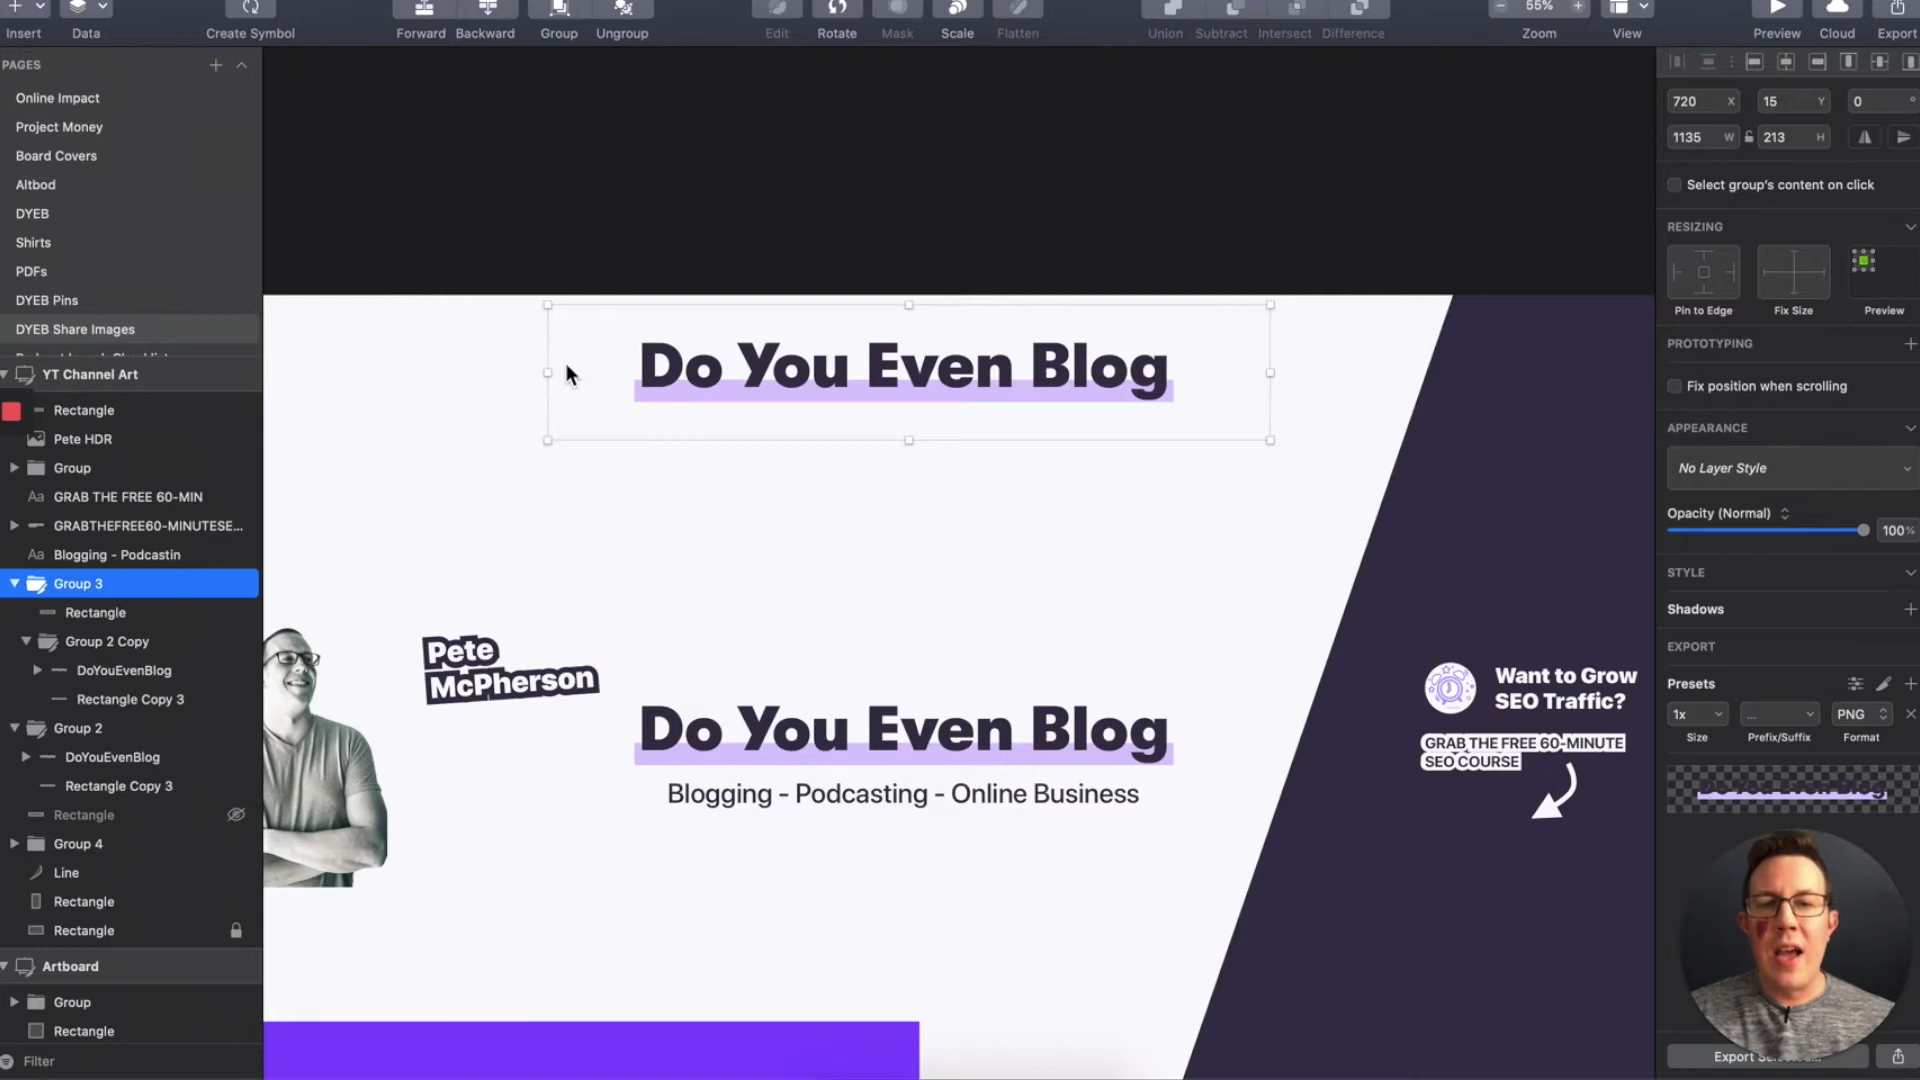 55%
Insert
Data
Create Symbol
Forward
Backward
Group
Ungroup
Edit
Rotate
Mask
Scale
Flatten
Union
Subtract
Intersect
Difference
Zoom
View
Preview
Cloud
Export
PAGES
Online Impact
Project Money
Board Covers
Altbod
DYEB
Shirts
PDFs
DYEB Pins
DYEB Share Images
YT Channel Art
Rectangle
Pete HDR
Group
Aa GRAB THE FREE 60-MIN
GRABTHEFREE60-MINUTESE...
Aa Blogging - Podcastin
Group 3
Rectangle
Group 2 Copy
DoYouEvenBlog
Rectangle Copy 3
Group 2
DoYouEvenBlog
Rectangle Copy 3
Rectangle
Group 4
Line
Rectangle
Rectangle
Artboard
Group
Rectangle
Filter
Do You Even Blog
Pete
McPherson
Do You Even Blog
Blogging - Podcasting - Online Business
Want to Grow
SEO Traffic?
GRAB THE FREE 60-MINUTE
SEO COURSE
720 X 15 Y 0 °
1135 W 213 H
Select group's content on click
RESIZING
Pin to Edge
Fix Size
Preview
PROTOTYPING
Fix position when scrolling
APPEARANCE
No Layer Style
Opacity (Normal)
100%
STYLE
Shadows
EXPORT
Presets
1x ... PNG
Size
Prefix/Suffix
Format
Do You Even Blog
Export